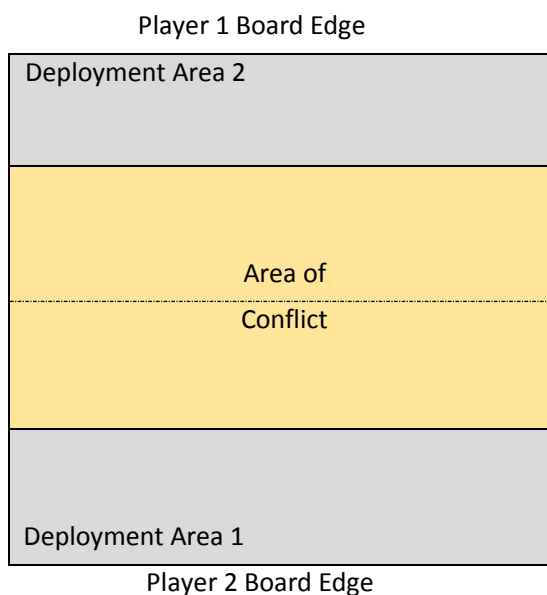 Player 1 Board Edge
Deployment Area 2
Area of
Conflict
Deployment Area 1
Player 2 Board Edge